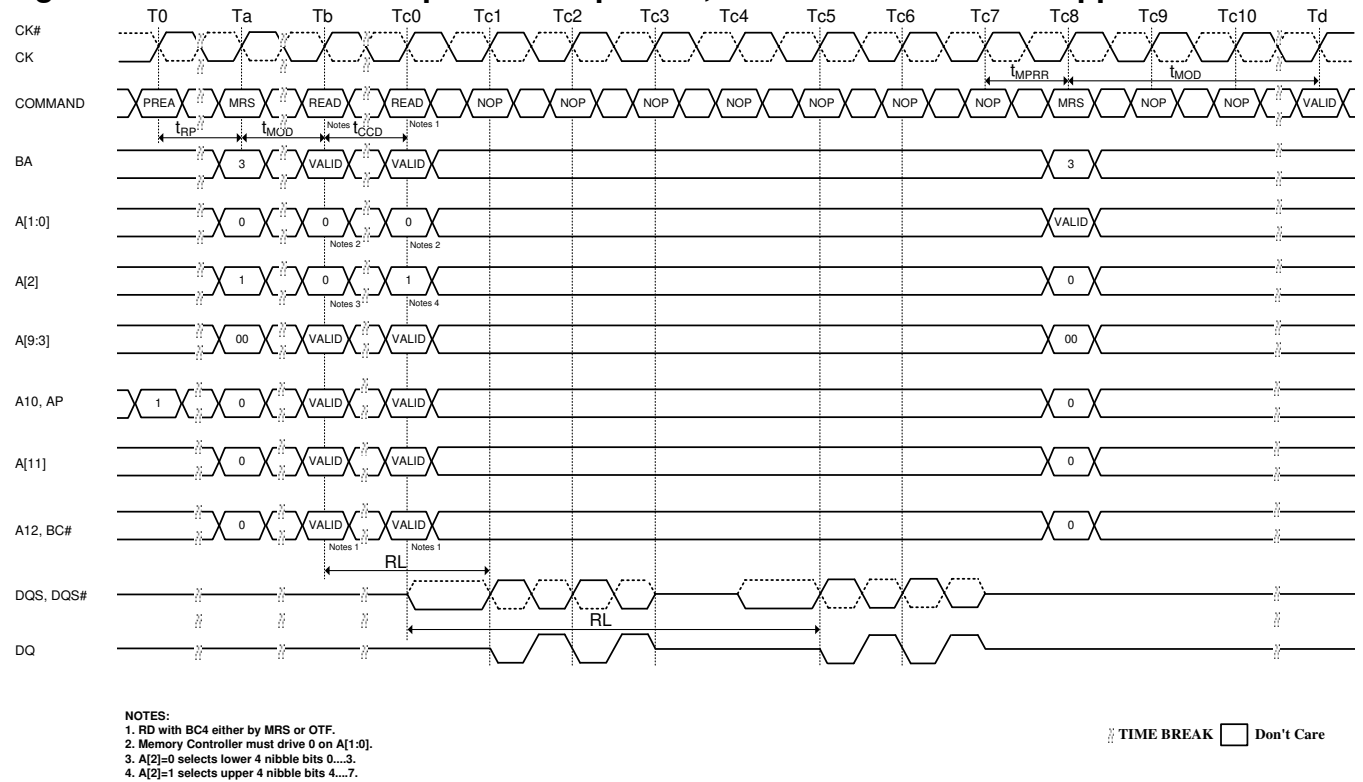 T0 Ta Tb Tc0 Tc1 Tc2 Tc3 Tc4 Tc5 Tc6 Tc7 Tc8 Tc9 Tc10 Td
CK#
CK
tMPRR tMOD
COMMAND PREA MRS READ READ NOP NOP NOP NOP NOP NOP NOP MRS NOP NOP VALID
Notes 1 Notes 1
tRP tMOD tCCD
BA 3 VALID VALID 3
A[1:0] 0 0 0 VALID
Notes 2 Notes 2
A[2] 1 0 1 0
Notes 3 Notes 4
A[9:3] 00 VALID VALID 00
A10, AP 1 0 VALID VALID 0
A[11] 0 VALID VALID 0
A12, BC# 0 VALID VALID 0
Notes 1 Notes 1
RL
DQS, DQS#
RL
DQ
NOTES:
1. RD with BC4 either by MRS or OTF.
2. Memory Controller must drive 0 on A[1:0].
3. A[2]=0 selects lower 4 nibble bits 0....3.
4. A[2]=1 selects upper 4 nibble bits 4....7.
TIME BREAK Don't Care